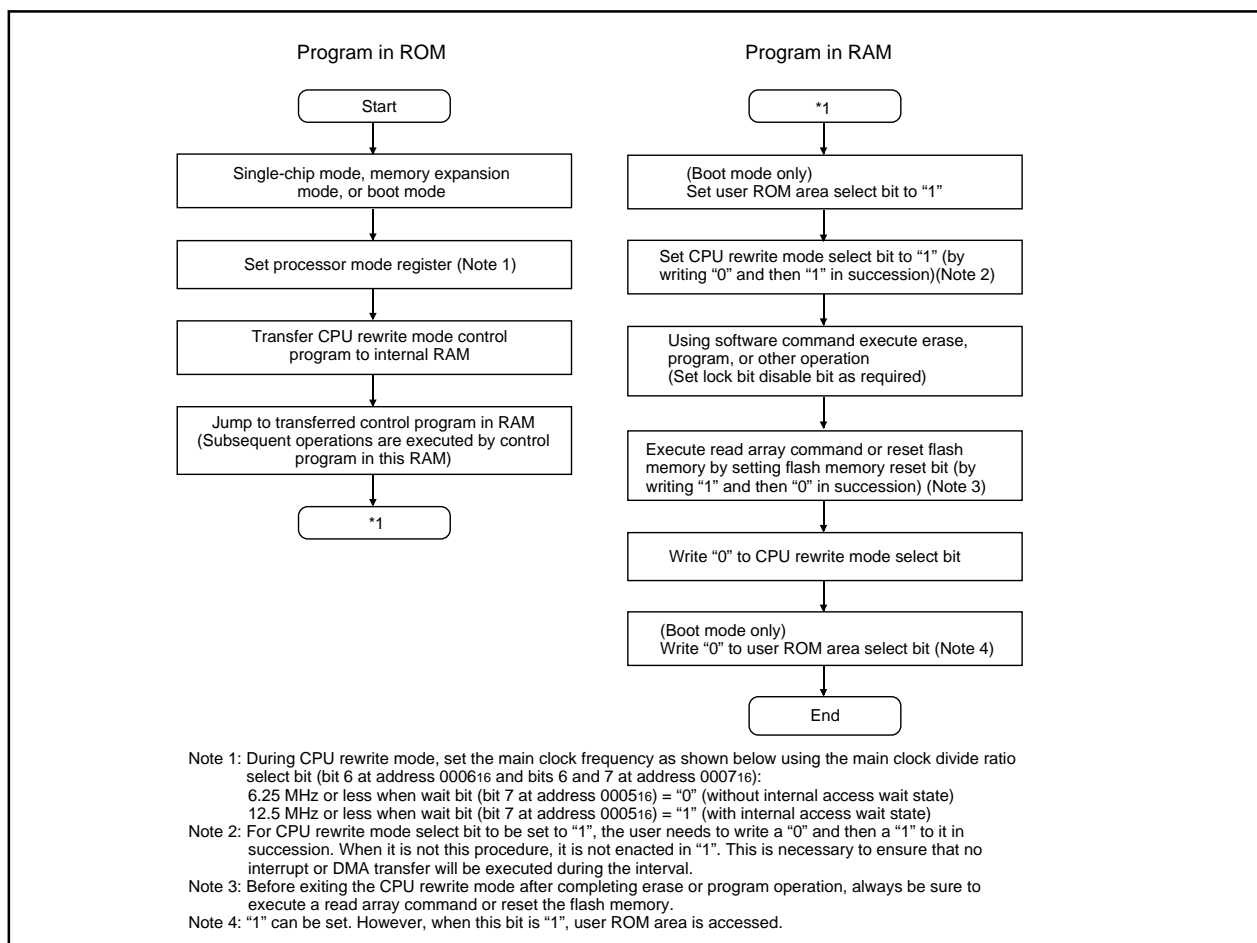 Program in ROM
Start
Single-chip mode, memory expansion
mode, or boot mode
Set processor mode register (Note 1)
Transfer CPU rewrite mode control
program to internal RAM
Jump to transferred control program in RAM
(Subsequent operations are executed by control
program in this RAM)
*1
Program in RAM
*1
(Boot mode only)
Set user ROM area select bit to “1”
Set CPU rewrite mode select bit to “1” (by
writing “0” and then “1” in succession)(Note 2)
Using software command execute erase,
program, or other operation
(Set lock bit disable bit as required)
Execute read array command or reset flash
memory by setting flash memory reset bit (by
writing “1” and then “0” in succession) (Note 3)
Write “0” to CPU rewrite mode select bit
(Boot mode only)
Write “0” to user ROM area select bit (Note 4)
End
Note 1: During CPU rewrite mode, set the main clock frequency as shown below using the main clock divide ratio
select bit (bit 6 at address 000616 and bits 6 and 7 at address 000716):
6.25 MHz or less when wait bit (bit 7 at address 000516) = “0” (without internal access wait state)
12.5 MHz or less when wait bit (bit 7 at address 000516) = “1” (with internal access wait state)
Note 2: For CPU rewrite mode select bit to be set to “1”, the user needs to write a “0” and then a “1” to it in
succession. When it is not this procedure, it is not enacted in “1”. This is necessary to ensure that no
interrupt or DMA transfer will be executed during the interval.
Note 3: Before exiting the CPU rewrite mode after completing erase or program operation, always be sure to
execute a read array command or reset the flash memory.
Note 4: “1” can be set. However, when this bit is “1”, user ROM area is accessed.